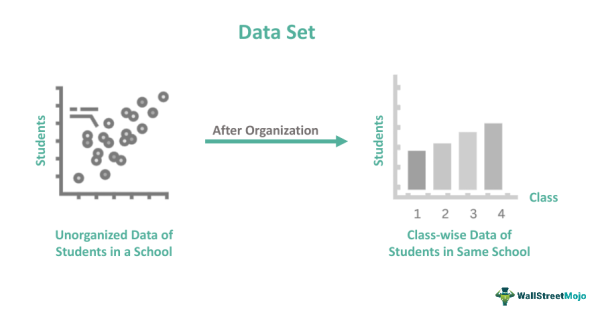 Data Set
Students
After Organization
Students
1 2 3 4
Class
Unorganized Data of
Students in a School
Class-wise Data of
Students in Same School
WallStreetMojo